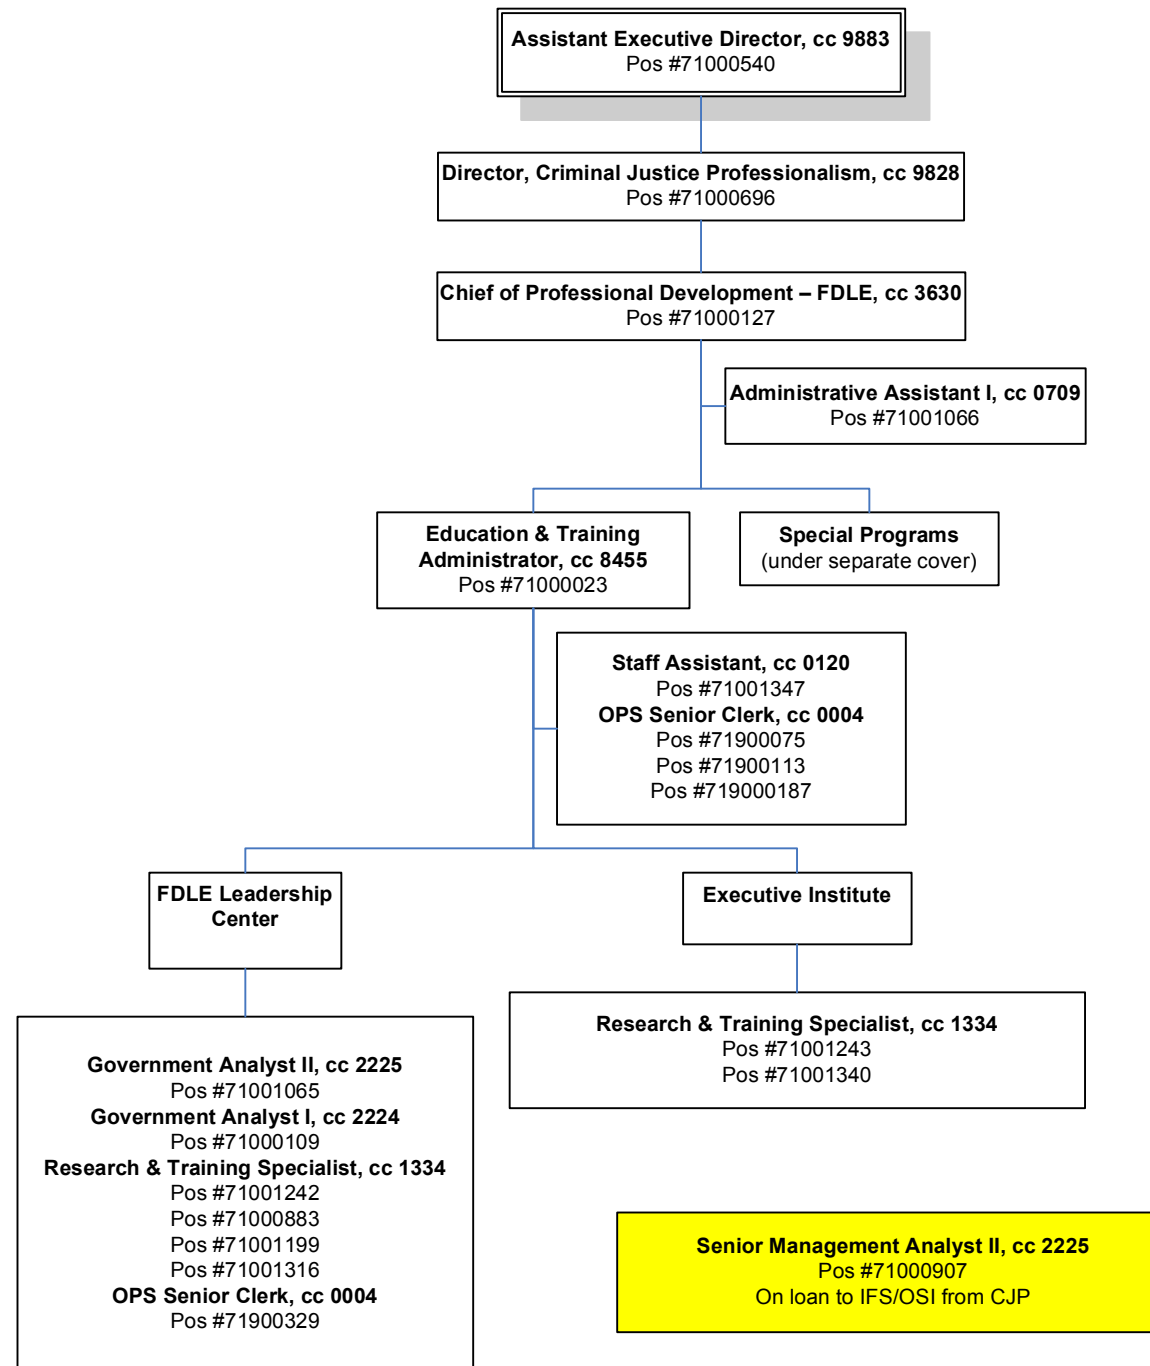 Assistant Executive Director, cc 9883
Pos #71000540
Director, Criminal Justice Professionalism, cc 9828
Pos #71000696
Chief of Professional Development – FDLE, cc 3630
Pos #71000127
Administrative Assistant I, cc 0709
Pos #71001066
Education & Training
Administrator, cc 8455
Pos #71000023
Special Programs
(under separate cover)
Staff Assistant, cc 0120
Pos #71001347
OPS Senior Clerk, cc 0004
Pos #71900075
Pos #71900113
Pos #719000187
FDLE Leadership
Center
Executive Institute
Government Analyst II, cc 2225
Pos #71001065
Government Analyst I, cc 2224
Pos #71000109
Research & Training Specialist, cc 1334
Pos #71001242
Pos #71000883
Pos #71001199
Pos #71001316
OPS Senior Clerk, cc 0004
Pos #71900329
Research & Training Specialist, cc 1334
Pos #71001243
Pos #71001340
Senior Management Analyst II, cc 2225
Pos #71000907
On loan to IFS/OSI from CJP